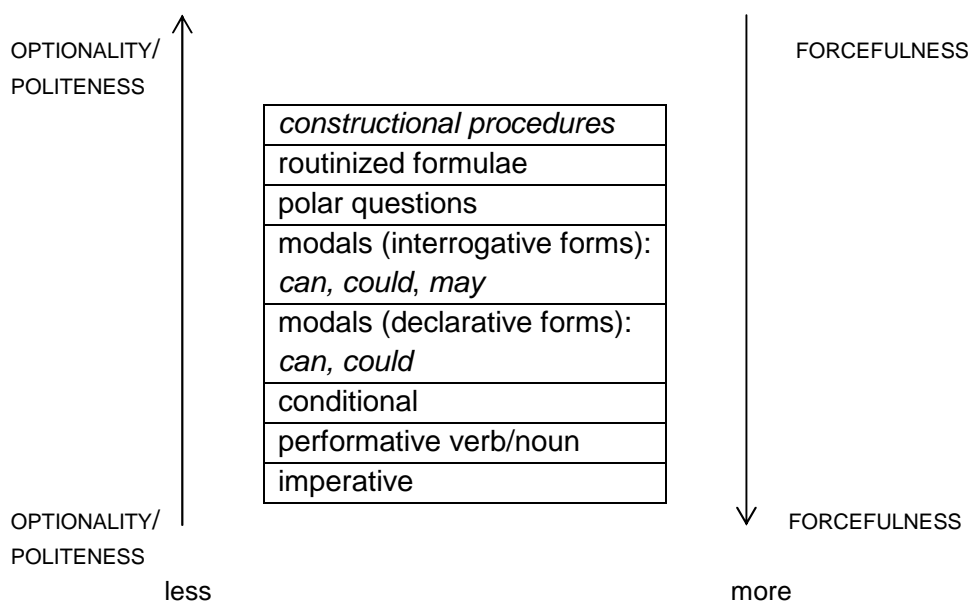 OPTIONALITY/
POLITENESS
FORCEFULNESS
constructional procedures
routinized formulae
polar questions
modals (interrogative forms):
can, could, may
modals (declarative forms):
can, could
conditional
performative verb/noun
imperative
OPTIONALITY/
POLITENESS
FORCEFULNESS
less
more